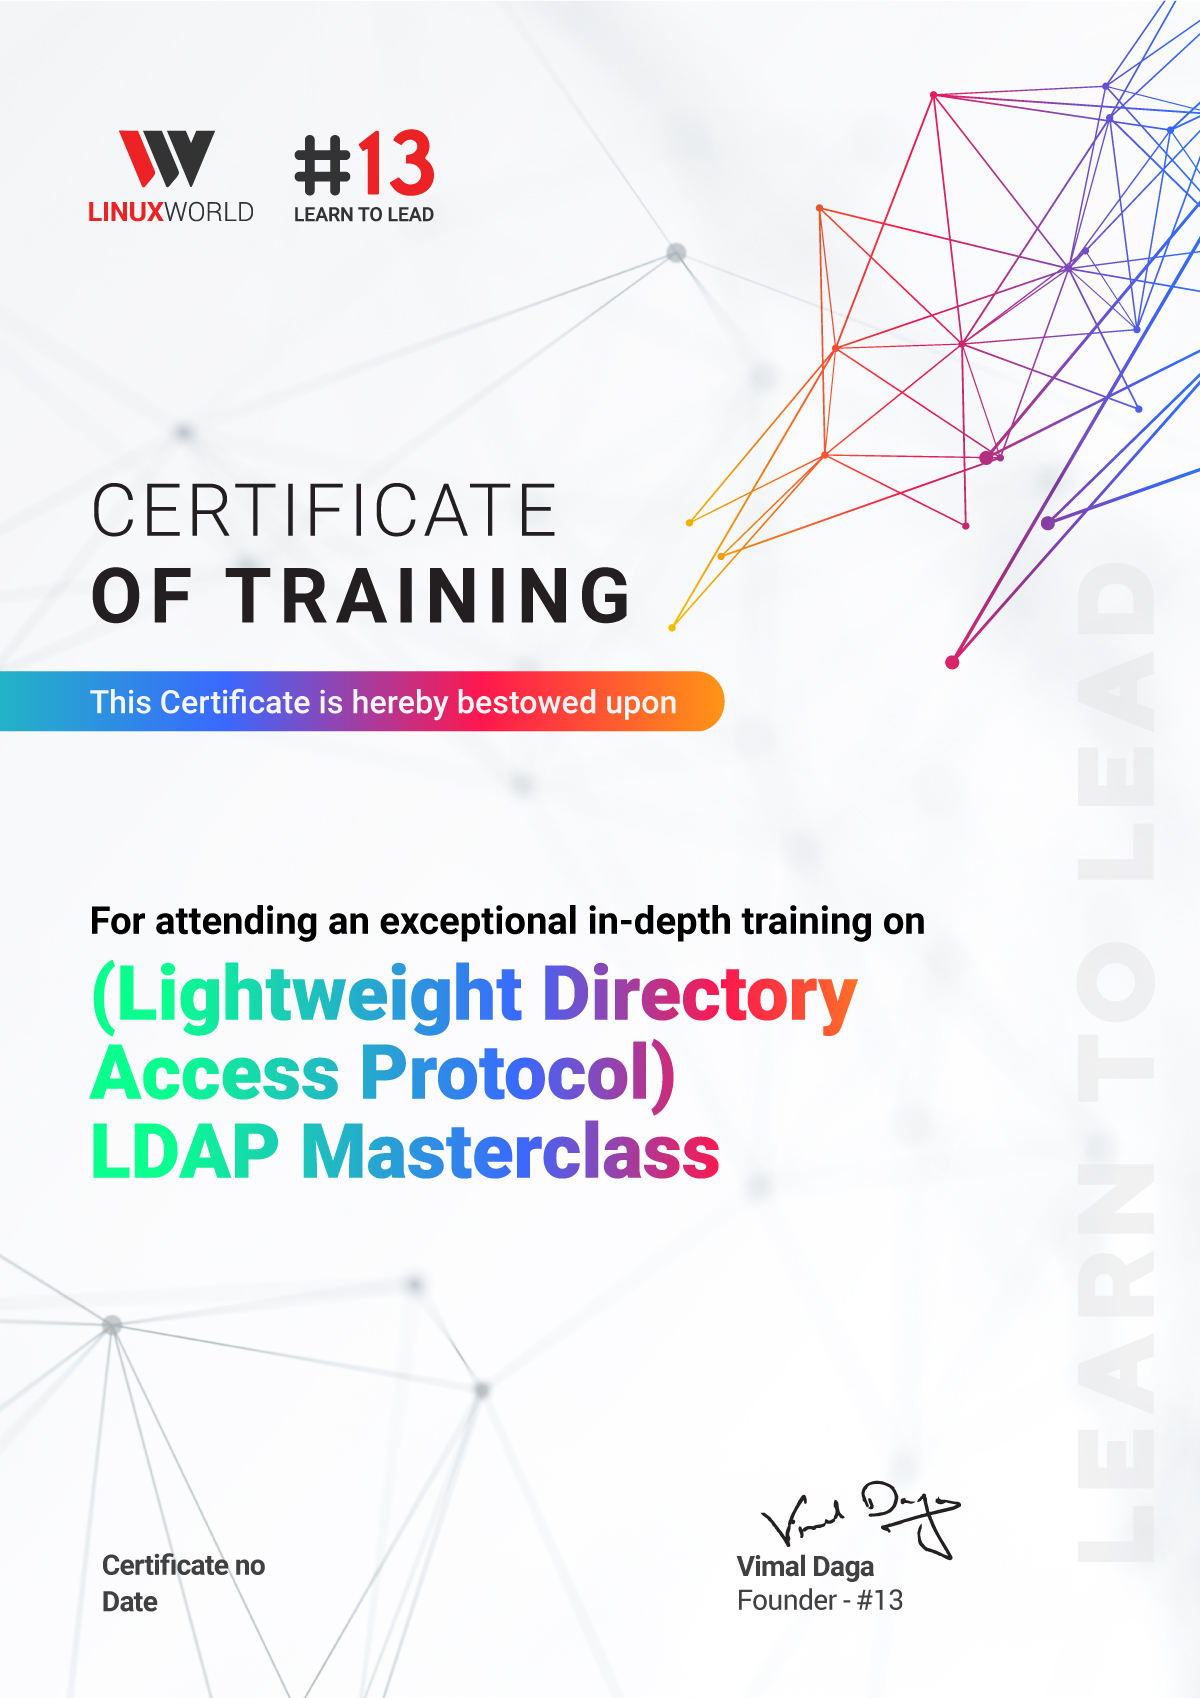 LINUXWORLD
#13
LEARN TO LEAD
CERTIFICATE
OF TRAINING
This Certificate is hereby bestowed upon
For attending an exceptional in-depth training on
(Lightweight Directory
Access Protocol)
LDAP Masterclass
LEARN TO LEAD
Vimal Daga
Certificate no
Date
Vimal Daga
Founder - #13